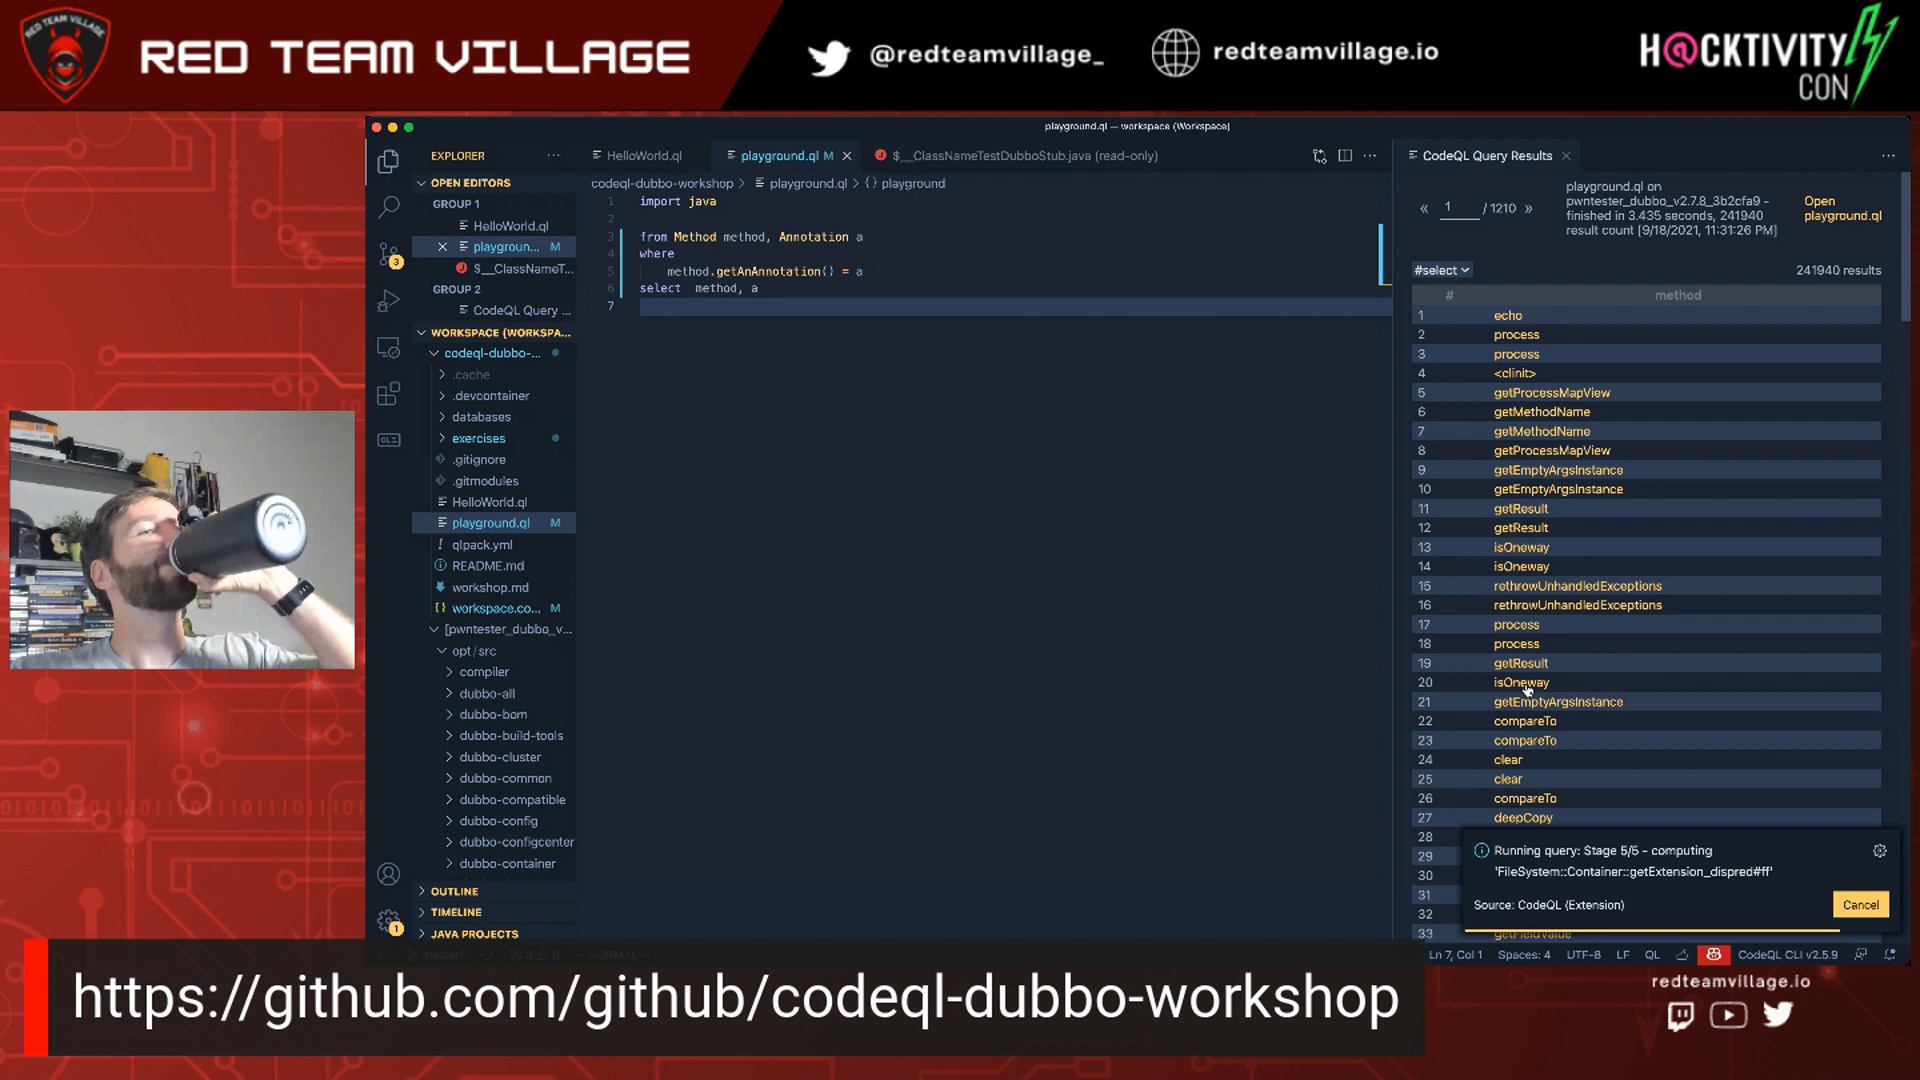 RED TEAM VILLAGE
@redteamvillage_
redteamvillage.io
H@CKTIVITY
CON
playground.ql — workspace (Workspace)
EXPLORER
HelloWorld.ql
playground.ql M
$__ClassNameTestDubboStub.java (read-only)
CodeQL Query Results
OPEN EDITORS
GROUP 1
HelloWorld.ql
playgroun... M
$__ClassNameT...
GROUP 2
CodeQL Query ...
WORKSPACE (WORKSPA...
codeql-dubbo-...
.cache
.devcontainer
databases
exercises
.gitignore
.gitmodules
HelloWorld.ql
playground.ql M
qlpack.yml
README.md
workshop.md
workspace.co... M
[pwntester_dubbo_v...
opt/src
compiler
dubbo-all
dubbo-bom
dubbo-build-tools
dubbo-cluster
dubbo-common
dubbo-compatible
dubbo-config
dubbo-configcenter
dubbo-container
OUTLINE
TIMELINE
JAVA PROJECTS
3
1
codeql-dubbo-workshop > playground.ql > {} playground
1 import java
2
3 from Method method, Annotation a
4 where
5 method.getAnAnnotation() = a
6 select method, a
7
« 1 / 1210 »
playground.ql on
pwntester_dubbo_v2.7.8_3b2cfa9 -
finished in 3.435 seconds, 241940
result count [9/18/2021, 11:31:26 PM]
Open
playground.ql
#select
241940 results
# method
1 echo
2 process
3 process
4 <clinit>
5 getProcessMapView
6 getMethodName
7 getMethodName
8 getProcessMapView
9 getEmptyArgsInstance
10 getEmptyArgsInstance
11 getResult
12 getResult
13 isOneway
14 isOneway
15 rethrowUnhandledExceptions
16 rethrowUnhandledExceptions
17 process
18 process
19 getResult
20 isOneway
21 getEmptyArgsInstance
22 compareTo
23 compareTo
24 clear
25 clear
26 compareTo
27 deepCopy
28
29
30
31
32
33 getFieldValue
Running query: Stage 5/5 - computing
'FileSystem::Container::getExtension_dispred#ff'
Source: CodeQL (Extension)
Cancel
master* 3 0 -- NORMAL --
Ln 7, Col 1 Spaces: 4 UTF-8 LF QL CodeQL CLI v2.5.9
https://github.com/github/codeql-dubbo-workshop
redteamvillage.io